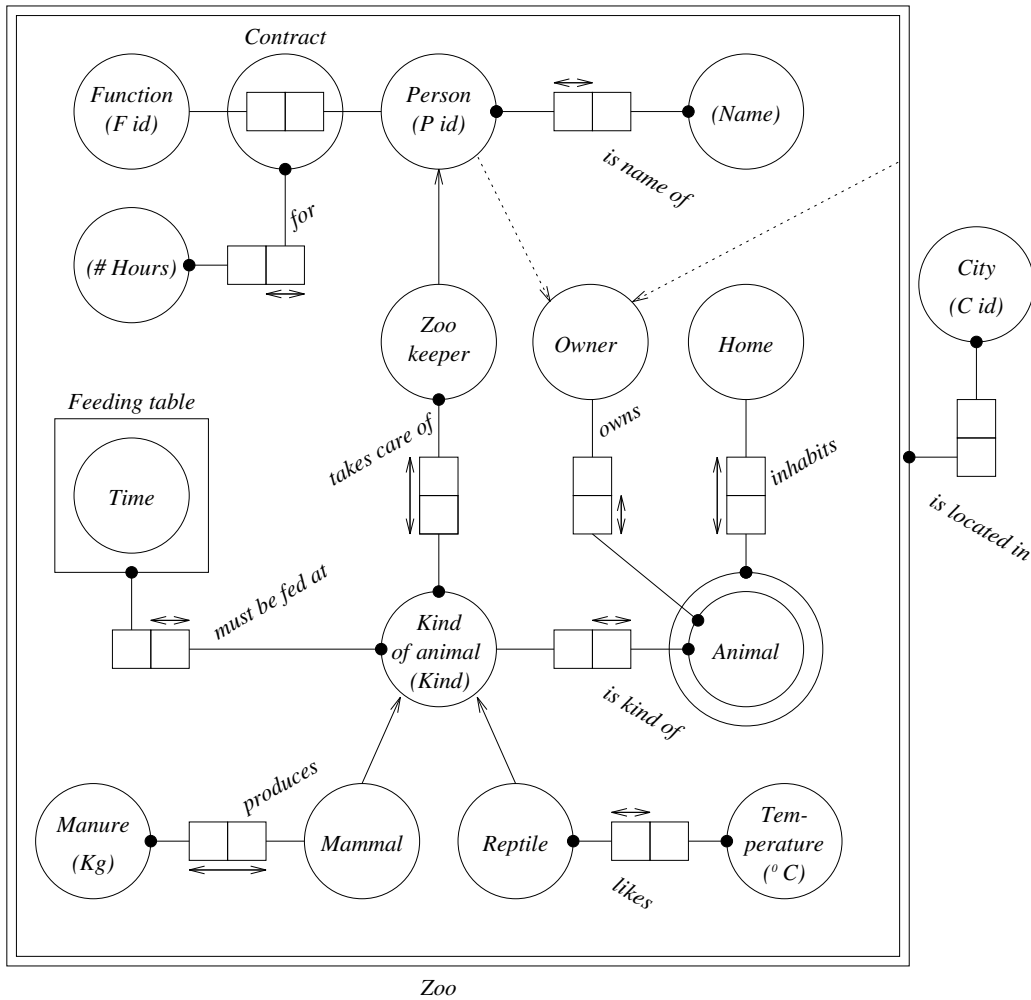 Contract
Function
(F id)
Person
(P id)
(Name)
is name of
for
(# Hours)
City
(C id)
Zoo
keeper
Owner
Home
Feeding table
takes care of
owns
inhabits
Time
is located in
must be fed at
Kind
of animal
(Kind)
Animal
is kind of
produces
Manure
(Kg)
Mammal
Reptile
Tem-
perature
(⁰ C)
likes
Zoo